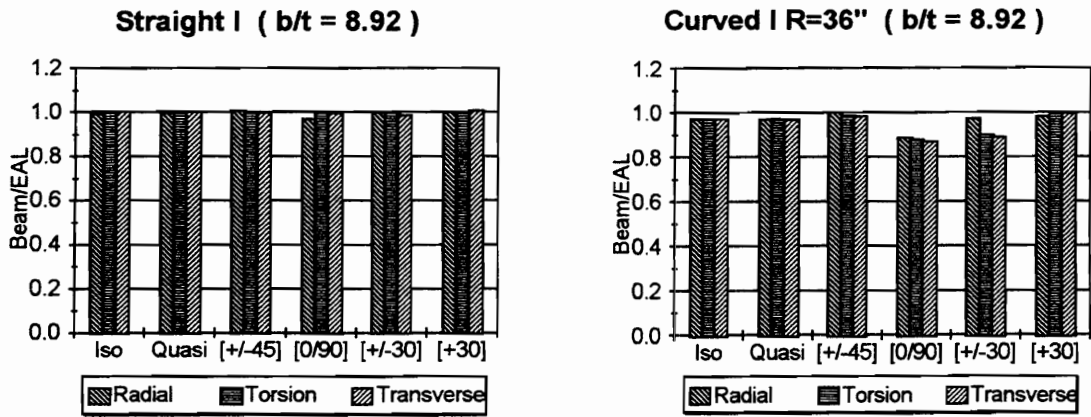 Straight I ( b/t = 8.92 )
Beam/EAL
1.2
1.0
0.8
0.6
0.4
0.2
0.0
Iso Quasi [+/-45] [0/90] [+/-30] [+30]
Radial Torsion Transverse
Curved I R=36" ( b/t = 8.92 )
Beam/EAL
1.2
1.0
0.8
0.6
0.4
0.2
0.0
Iso Quasi [+/-45] [0/90] [+/-30] [+30]
Radial Torsion Transverse